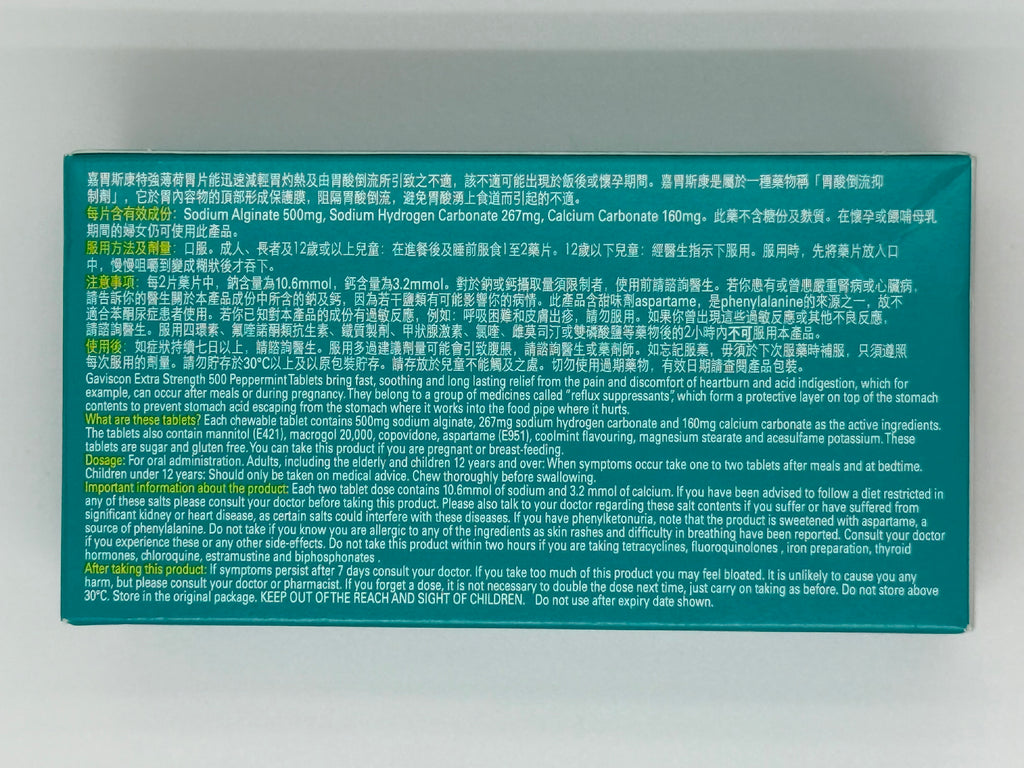 嘉胃斯康特強薄荷胃片能迅速減輕胃灼熱及由胃酸倒流所引致之不適，該不適可能出現於飯後或懷孕期間。嘉胃斯康是屬於一種藥物稱「胃酸倒流抑
制劑」，它於胃內容物的頂部形成保護膜，阻隔胃酸倒流，避免胃酸湧上食道而引起的不適。
每片含有效成份：Sodium Alginate 500mg, Sodium Hydrogen Carbonate 267mg, Calcium Carbonate 160mg。此藥不含糖份及麩質。在懷孕或餵哺母乳
期間的婦女仍可使用此產品。
服用方法及劑量：口服。成人、長者及12歲或以上兒童：在進餐後及睡前服食1至2藥片。12歲以下兒童：經醫生指示下服用。服用時，先將藥片放入口
中，慢慢咀嚼到變成糊狀後才吞下。
注意事項：每2片藥片中，鈉含量為10.6mmol，鈣含量為3.2mmol。對於鈉或鈣攝取量須限制者，使用前請諮詢醫生。若你患有或曾患嚴重腎病或心臟病，
請告訴你的醫生關於本產品成份中所含的鈉及鈣，因為若干鹽類有可能影響你的病情。此產品含甜味劑aspartame，是phenylalanine的來源之一，故不
適合苯酮尿症患者使用。若你已知對本產品的成份有過敏反應，例如：呼吸困難和皮膚出疹，請勿服用。如果你曾出現這些過敏反應或其他不良反應，
請諮詢醫生。服用四環素、氟喹諾酮類抗生素、鐵質製劑、甲狀腺激素、氯喹、雌莫司汀或雙磷酸鹽等藥物後的2小時內不可服用本產品。
使用後：如症狀持續七日以上，請諮詢醫生。服用多過建議劑量可能會引致腹脹，請諮詢醫生或藥劑師。如忘記服藥，毋須於下次服藥時補服，只須遵照
每次服用的劑量。請勿貯存於30°C以上及以原包裝貯存。請存放於兒童不能觸及之處。切勿使用過期藥物，有效日期請查閱產品包裝。
Gaviscon Extra Strength 500 Peppermint Tablets bring fast, soothing and long lasting relief from the pain and discomfort of heartburn and acid indigestion, which for
example, can occur after meals or during pregnancy. They belong to a group of medicines called "reflux suppressants", which form a protective layer on top of the stomach
contents to prevent stomach acid escaping from the stomach where it works into the food pipe where it hurts.
What are these tablets? Each chewable tablet contains 500mg sodium alginate, 267mg sodium hydrogen carbonate and 160mg calcium carbonate as the active ingredients.
The tablets also contain mannitol (E421), macrogol 20,000, copovidone, aspartame (E951), coolmint flavouring, magnesium stearate and acesulfame potassium. These
tablets are sugar and gluten free. You can take this product if you are pregnant or breast-feeding.
Dosage: For oral administration. Adults, including the elderly and children 12 years and over: When symptoms occur take one to two tablets after meals and at bedtime.
Children under 12 years: Should only be taken on medical advice. Chew thoroughly before swallowing.
Important information about the product: Each two tablet dose contains 10.6mmol of sodium and 3.2 mmol of calcium. If you have been advised to follow a diet restricted in
any of these salts please consult your doctor before taking this product. Please also talk to your doctor regarding these salt contents if you suffer or have suffered from
significant kidney or heart disease, as certain salts could interfere with these diseases. If you have phenylketonuria, note that the product is sweetened with aspartame, a
source of phenylalanine. Do not take if you know you are allergic to any of the ingredients as skin rashes and difficulty in breathing have been reported. Consult your doctor
if you experience these or any other side-effects. Do not take this product within two hours if you are taking tetracyclines, fluoroquinolones , iron preparation, thyroid
hormones, chloroquine, estramustine and biphosphonates .
After taking this product: If symptoms persist after 7 days consult your doctor. If you take too much of this product you may feel bloated. It is unlikely to cause you any
harm, but please consult your doctor or pharmacist. If you forget a dose, it is not necessary to double the dose next time, just carry on taking as before. Do not store above
30°C. Store in the original package. KEEP OUT OF THE REACH AND SIGHT OF CHILDREN. Do not use after expiry date shown.